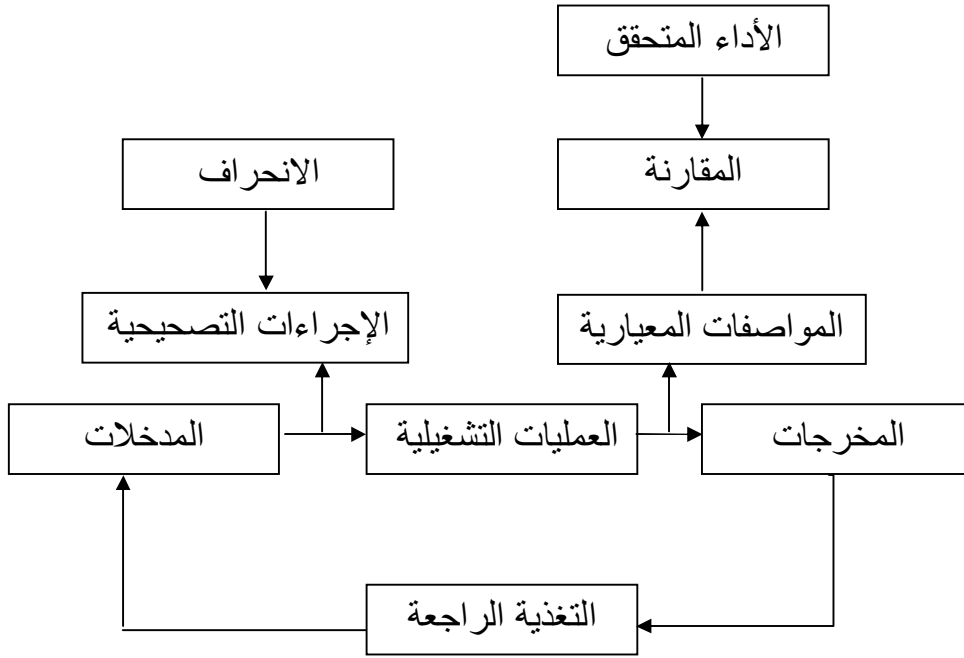 الأداء المتحقق
الانحراف
المقارنة
الإجراءات التصحيحية
المواصفات المعيارية
المدخلات
العمليات التشغيلية
المخرجات
التغذية الراجعة